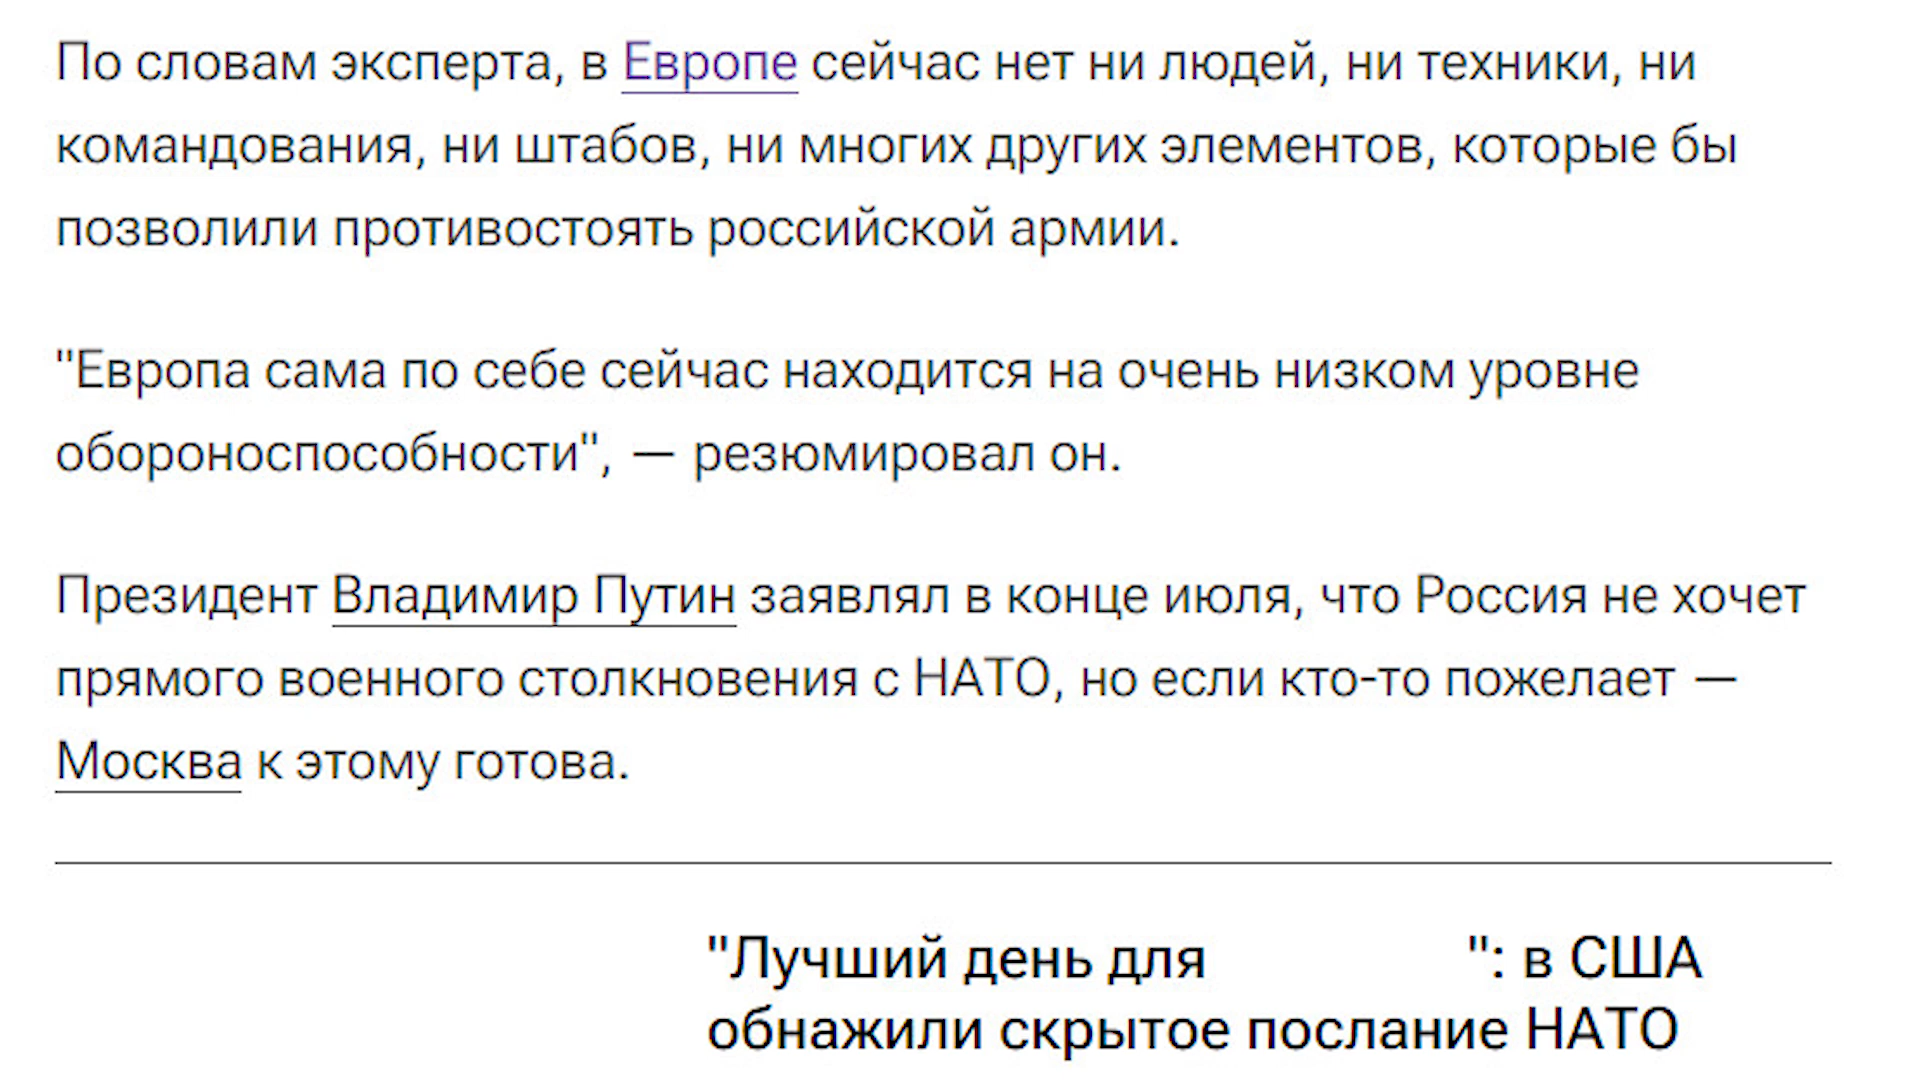 По словам эксперта, в Европе сейчас нет ни людей, ни техники, ни
командования, ни штабов, ни многих других элементов, которые бы
позволили противостоять российской армии.
"Европа сама по себе сейчас находится на очень низком уровне
обороноспособности", — резюмировал он.
Президент Владимир Путин заявлял в конце июля, что Россия не хочет
прямого военного столкновения с НАТО, но если кто-то пожелает —
Москва к этому готова.
"Лучший день для ": в США
обнажили скрытое послание НАТО